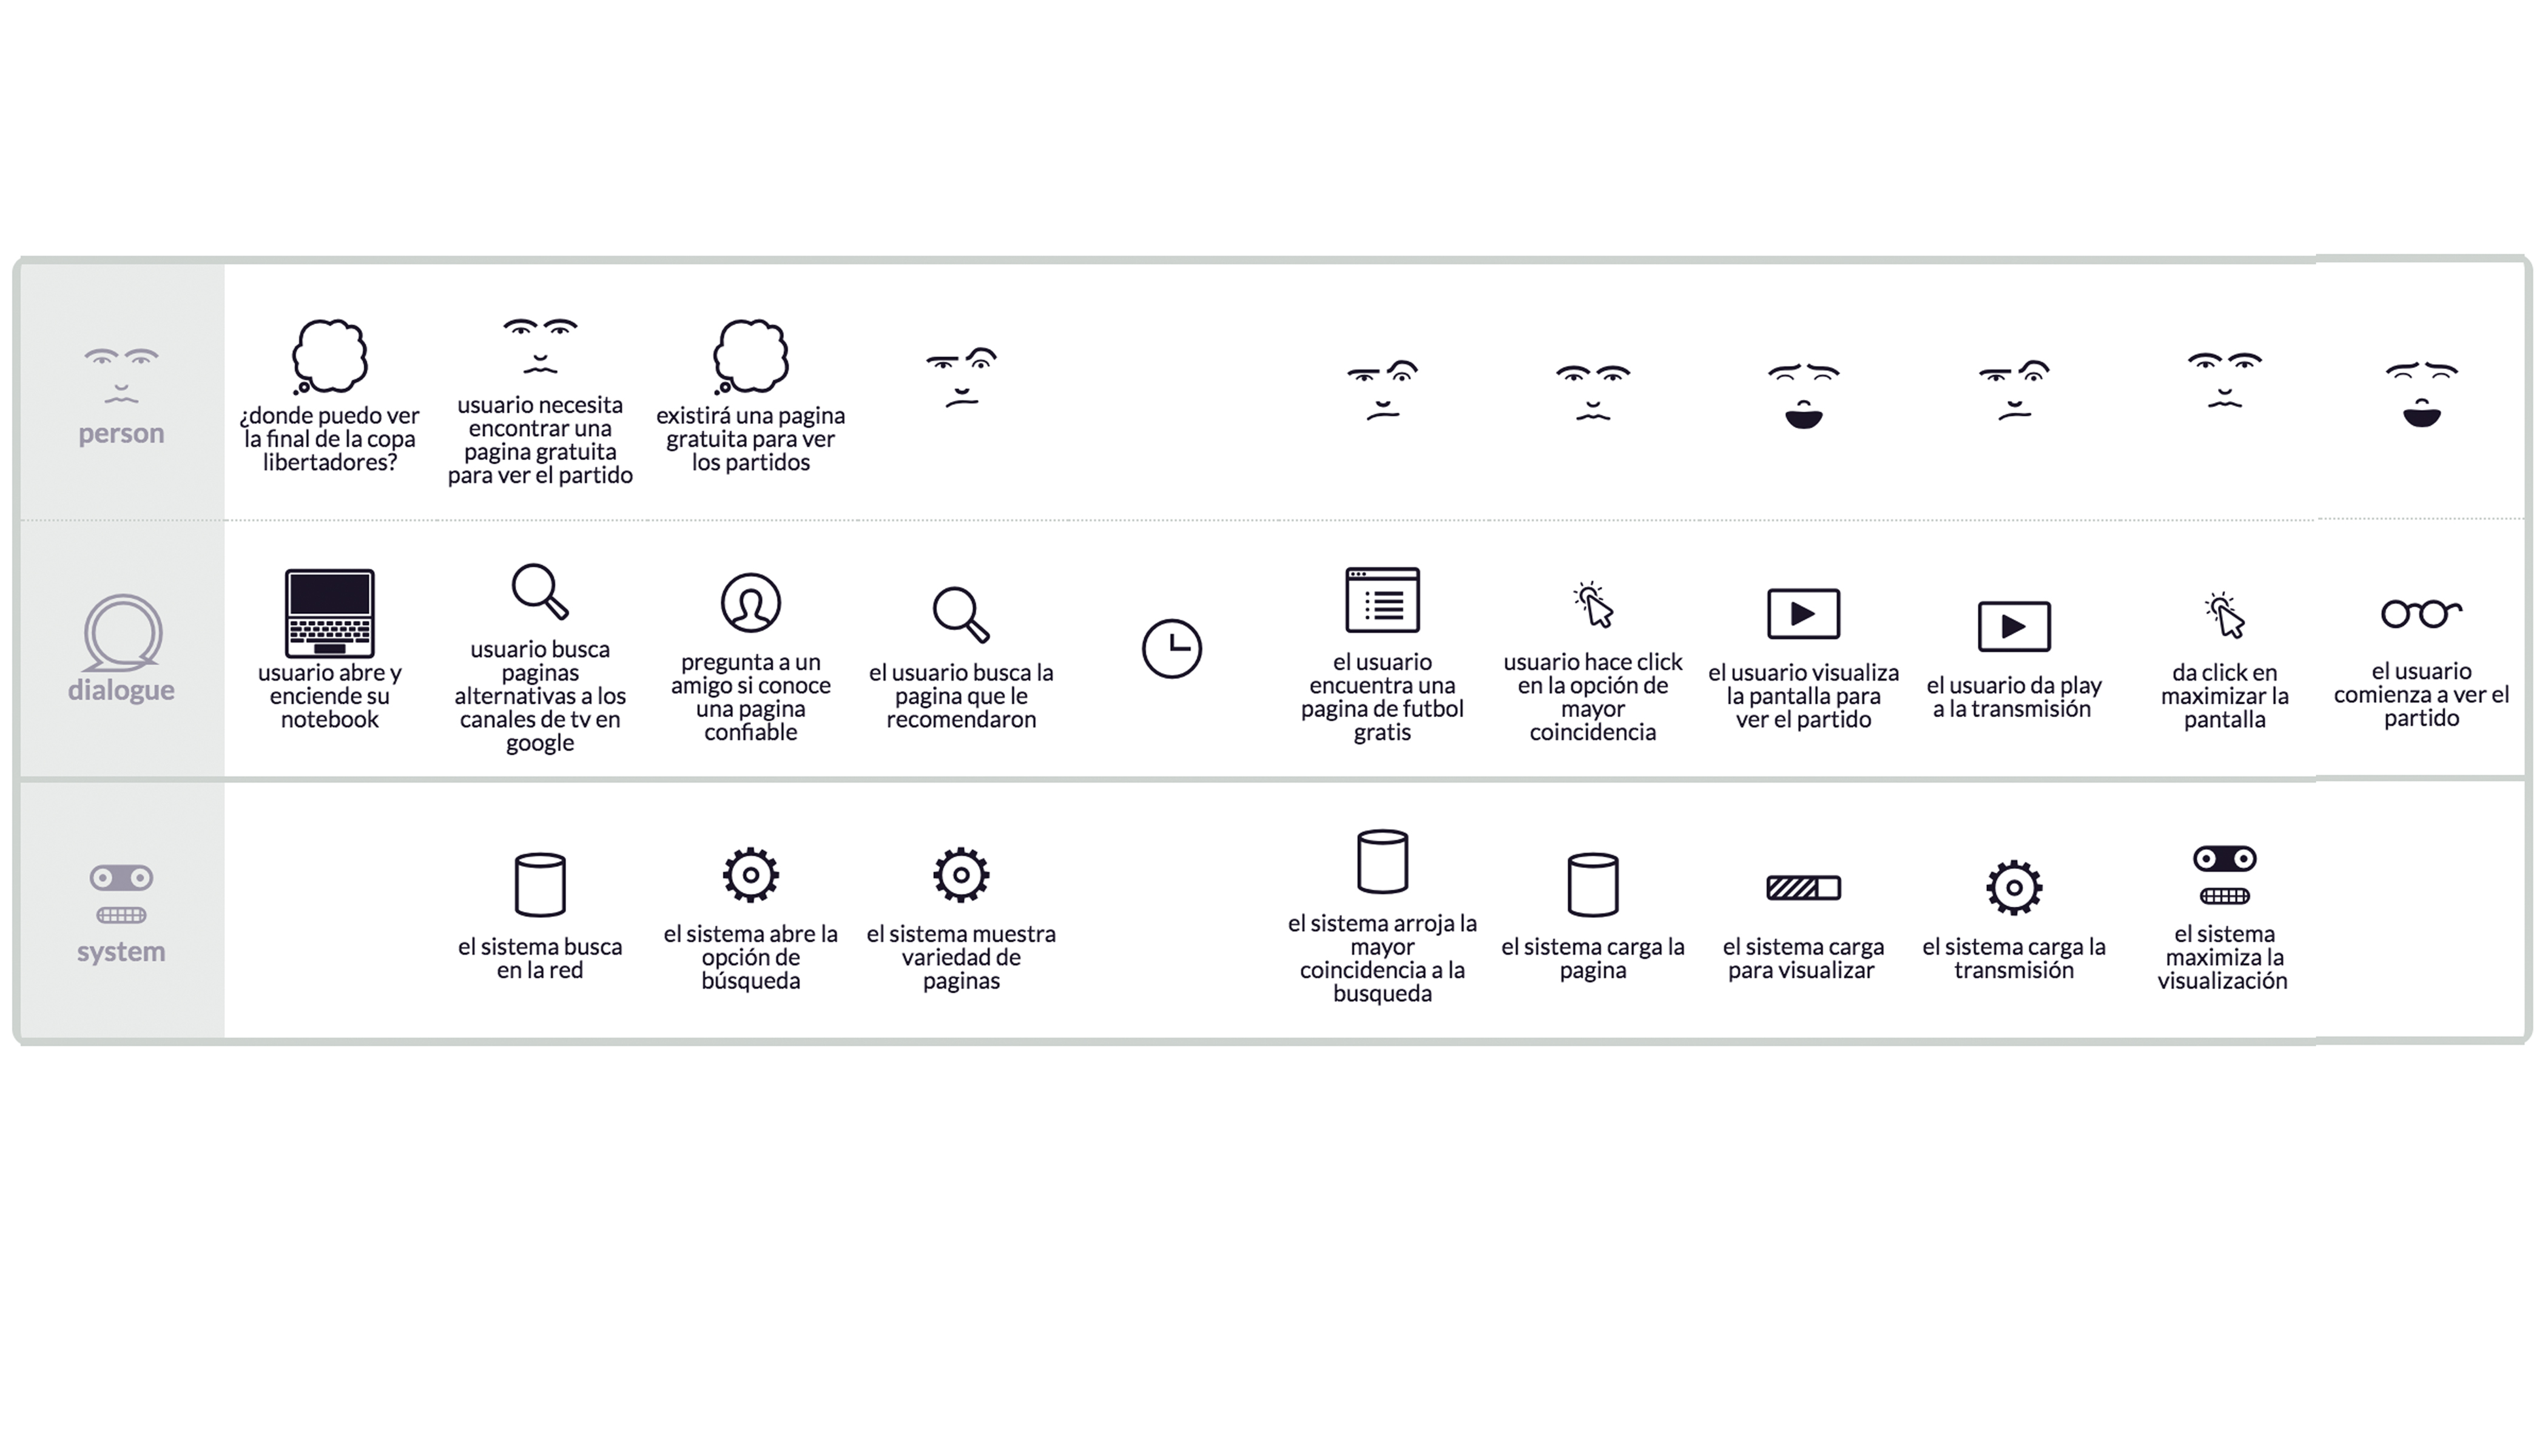 person
¿donde puedo ver
la final de la copa
libertadores?
usuario necesita
encontrar una
pagina gratuita
para ver el partido
existirá una pagina
gratuita para ver
los partidos
dialogue
usuario abre y
enciende su
notebook
usuario busca
paginas
alternativas a los
canales de tv en
google
pregunta a un
amigo si conoce
una pagina
confiable
el usuario busca la
pagina que le
recomendaron
el usuario
encuentra una
pagina de futbol
gratis
usuario hace click
en la opción de
mayor
coincidencia
el usuario visualiza
la pantalla para
ver el partido
el usuario da play
a la transmisión
da click en
maximizar la
pantalla
el usuario
comienza a ver el
partido
system
el sistema busca
en la red
el sistema abre la
opción de
búsqueda
el sistema muestra
variedad de
paginas
el sistema arroja la
mayor
coincidencia a la
busqueda
el sistema carga la
pagina
el sistema carga
para visualizar
el sistema carga la
transmisión
el sistema
maximiza la
visualización